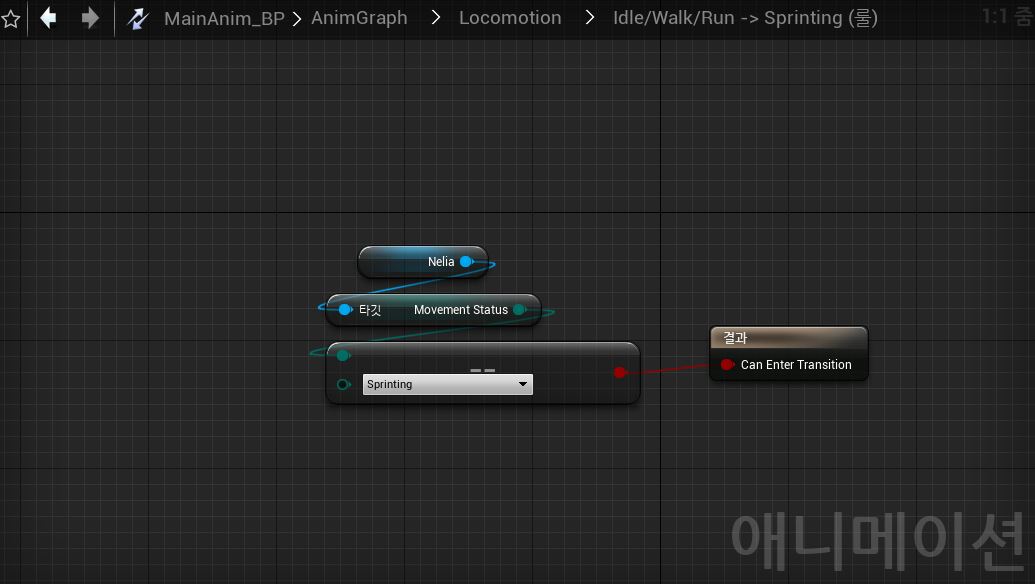 MainAnim_BP > AnimGraph > Locomotion > Idle/Walk/Run -> Sprinting (룰)
1:1 줌
Nelia
타깃 Movement Status
==
Sprinting
결과
Can Enter Transition
애니메이션